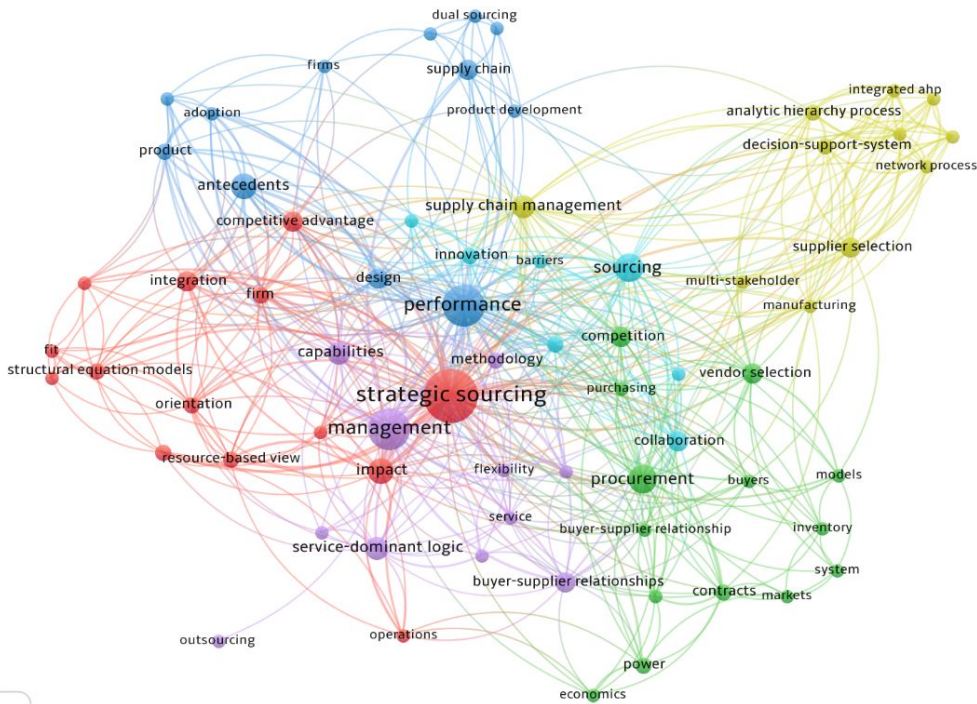 dual sourcing
firms
supply chain
integrated ahp
product development
analytic hierarchy process
adoption
decision-support-system
product
network process
antecedents
supply chain management
competitive advantage
supplier selection
innovation
barriers
sourcing
integration
design
multi-stakeholder
firm
performance
manufacturing
competition
fit
capabilities
methodology
structural equation models
vendor selection
strategic sourcing
purchasing
orientation
management
collaboration
resource-based view
impact
flexibility
procurement
buyers
models
service
buyer-supplier relationship
inventory
service-dominant logic
system
buyer-supplier relationships
contracts
markets
outsourcing
operations
power
economics